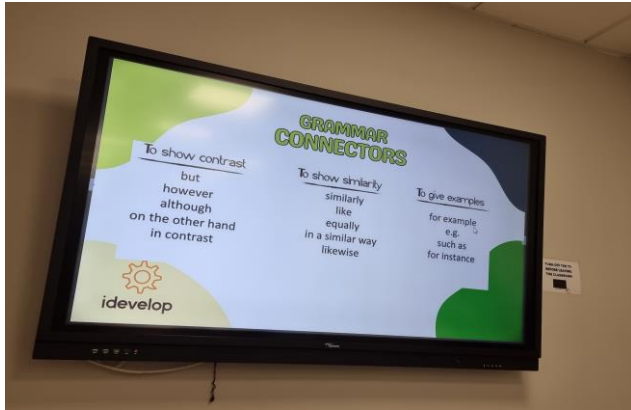 GRAMMAR
CONNECTORS
To show contrast
but
however
although
on the other hand
in contrast
To show similarity
similarly
like
equally
in a similar way
likewise
To give examples
for example
e.g.
such as
for instance
idevelop